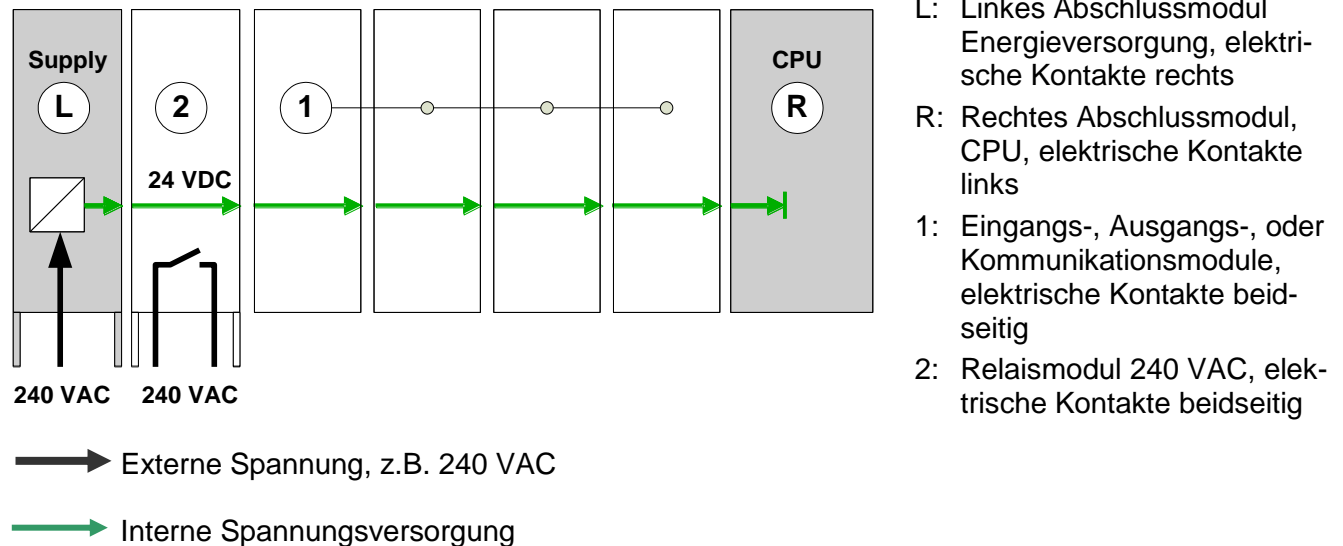 Supply
L
2
1
CPU
R
24 VDC
240 VAC
240 VAC
Externe Spannung, z.B. 240 VAC
Interne Spannungsversorgung
L: Linkes Abschlussmodul
Energieversorgung, elektri-
sche Kontakte rechts
R: Rechtes Abschlussmodul,
CPU, elektrische Kontakte
links
1: Eingangs-, Ausgangs-, oder
Kommunikationsmodule,
elektrische Kontakte beid-
seitig
2: Relaismodul 240 VAC, elek-
trische Kontakte beidseitig